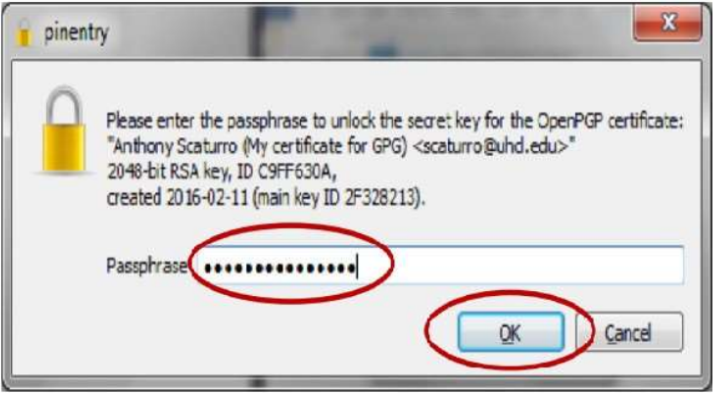 pinentry
Please enter the passphrase to unlock the secret key for the OpenPGP certificate:
"Anthony Scaturro (My certificate for GPG) <scaturro@uhd.edu>"
2048-bit RSA key, ID C9FF630A,
created 2016-02-11 (main key ID 2F328213).
Passphrase ●●●●●●●●●●●●●●●
OK Cancel